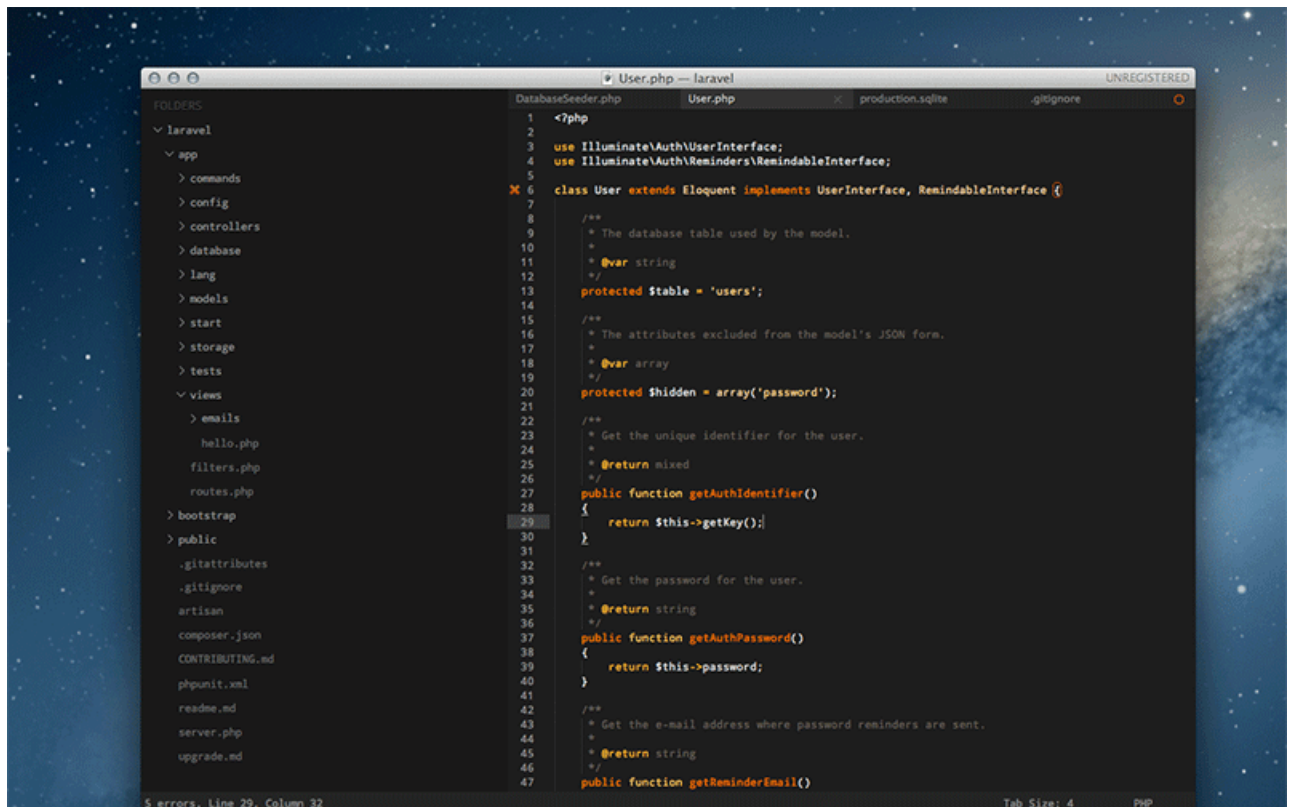 User.php — laravel
UNREGISTERED
FOLDERS
laravel
app
commands
config
controllers
database
lang
models
start
storage
tests
views
emails
hello.php
filters.php
routes.php
bootstrap
public
.gitattributes
.gitignore
artisan
composer.json
CONTRIBUTING.md
phpunit.xml
readme.md
server.php
upgrade.md
DatabaseSeeder.php User.php production.sqlite .gitignore
1 <?php
2
3 use Illuminate\Auth\UserInterface;
4 use Illuminate\Auth\Reminders\RemindableInterface;
5
6 class User extends Eloquent implements UserInterface, RemindableInterface {
7
8 /**
9 * The database table used by the model.
10 *
11 * @var string
12 */
13 protected $table = 'users';
14
15 /**
16 * The attributes excluded from the model's JSON form.
17 *
18 * @var array
19 */
20 protected $hidden = array('password');
21
22 /**
23 * Get the unique identifier for the user.
24 *
25 * @return mixed
26 */
27 public function getAuthIdentifier()
28 {
29 return $this->getKey();
30 }
31
32 /**
33 * Get the password for the user.
34 *
35 * @return string
36 */
37 public function getAuthPassword()
38 {
39 return $this->password;
40 }
41
42 /**
43 * Get the e-mail address where password reminders are sent.
44 *
45 * @return string
46 */
47 public function getReminderEmail()
5 errors, Line 29, Column 32
Tab Size: 4 PHP